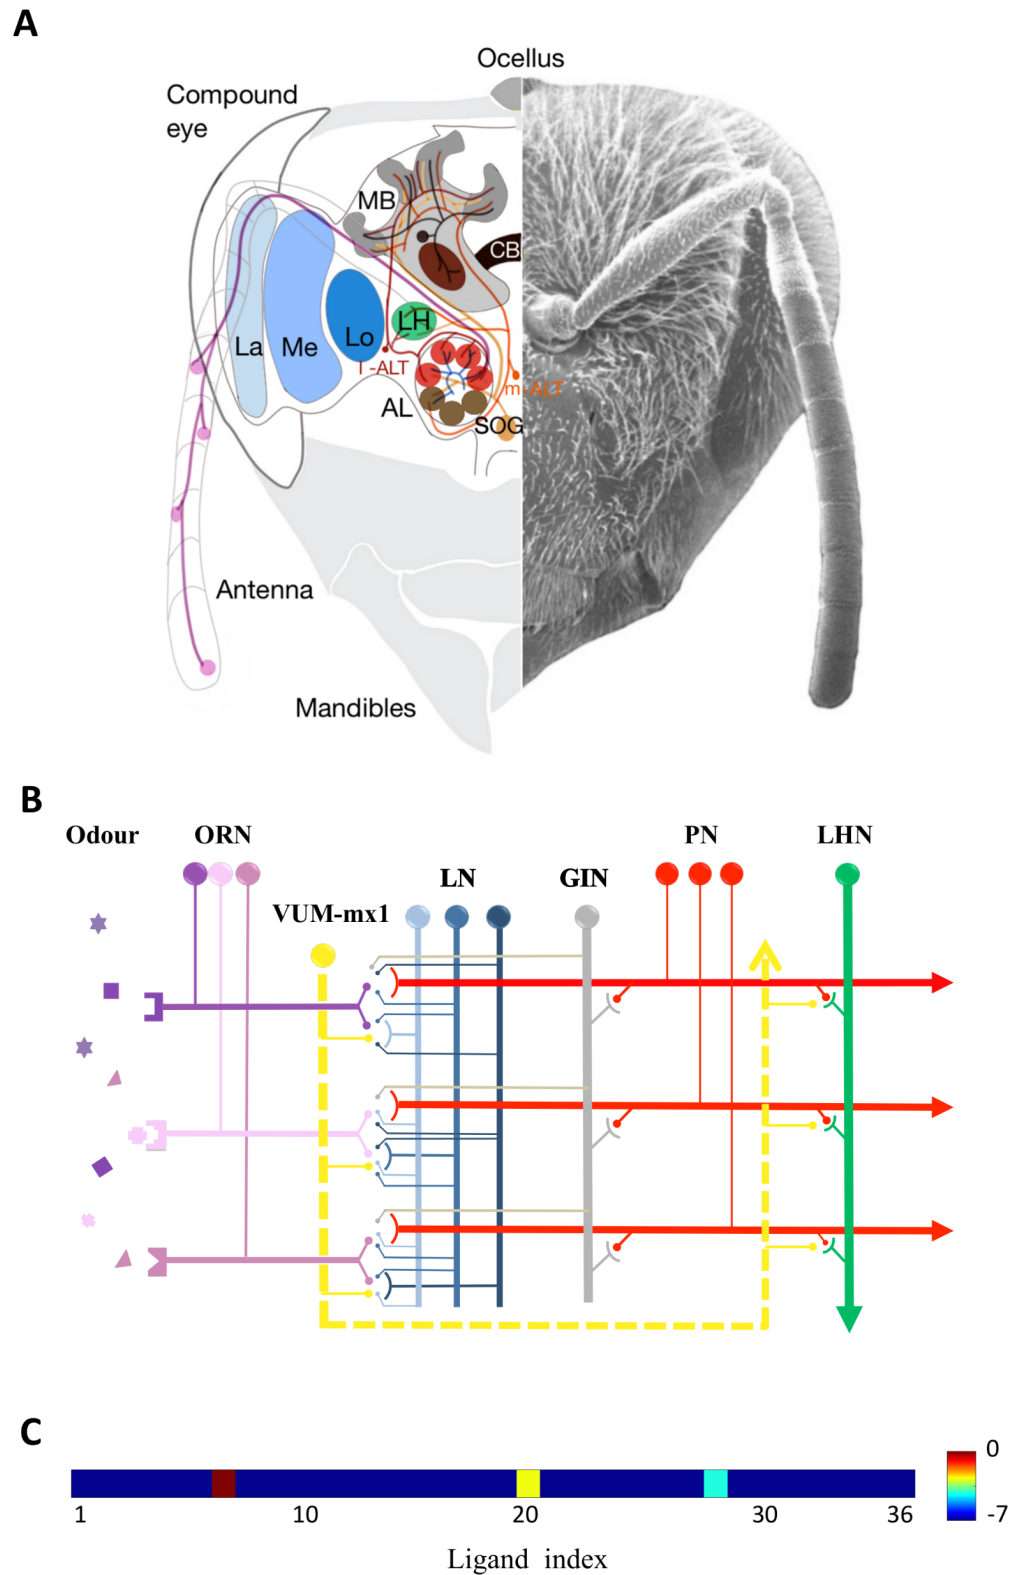 A
Ocellus
Compound
eye
MB
CB
LH
La
Me
Lo
l-ALT
m-ALT
AL
SOG
Antenna
Mandibles
B
Odour
ORN
PN
LHN
LN
GIN
VUM-mx1
C
0
-7
1
10
20
30
36
Ligand index